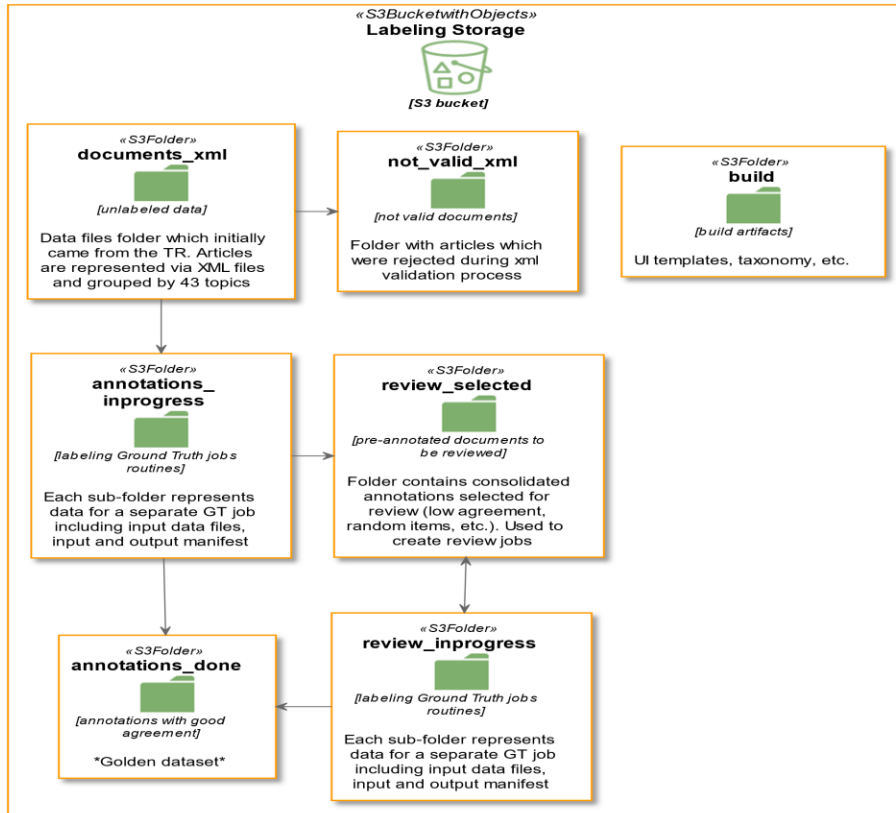 «S3BucketwithObjects»
Labeling Storage
[S3 bucket]
«S3Folder»
documents_xml
[unlabeled data]
Data files folder which initially
came from the TR. Articles
are represented via XML files
and grouped by 43 topics
«S3Folder»
not_valid_xml
[not valid documents]
Folder with articles which
were rejected during xml
validation process
«S3Folder»
build
[build artifacts]
UI templates, taxonomy, etc.
«S3Folder»
annotations_
inprogress
[labeling Ground Truth jobs
routines]
Each sub-folder represents
data for a separate GT job
including input data files,
input and output manifest
«S3Folder»
review_selected
[pre-annotated documents to
be reviewed]
Folder contains consolidated
annotations selected for
review (low agreement,
random items, etc.). Used to
create review jobs
«S3Folder»
annotations_done
[annotations with good
agreement]
*Golden dataset*
«S3Folder»
review_inprogress
[labeling Ground Truth jobs
routines]
Each sub-folder represents
data for a separate GT job
including input data files,
input and output manifest